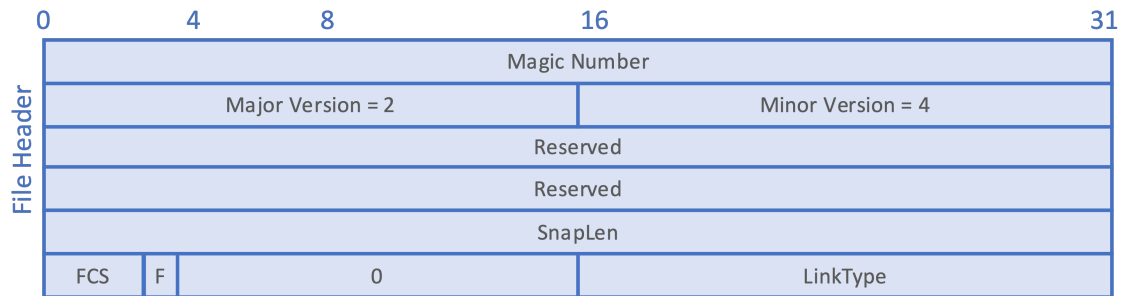 0 4 8 16 31
File Header
Magic Number
Major Version = 2 Minor Version = 4
Reserved
Reserved
SnapLen
FCS F 0 LinkType